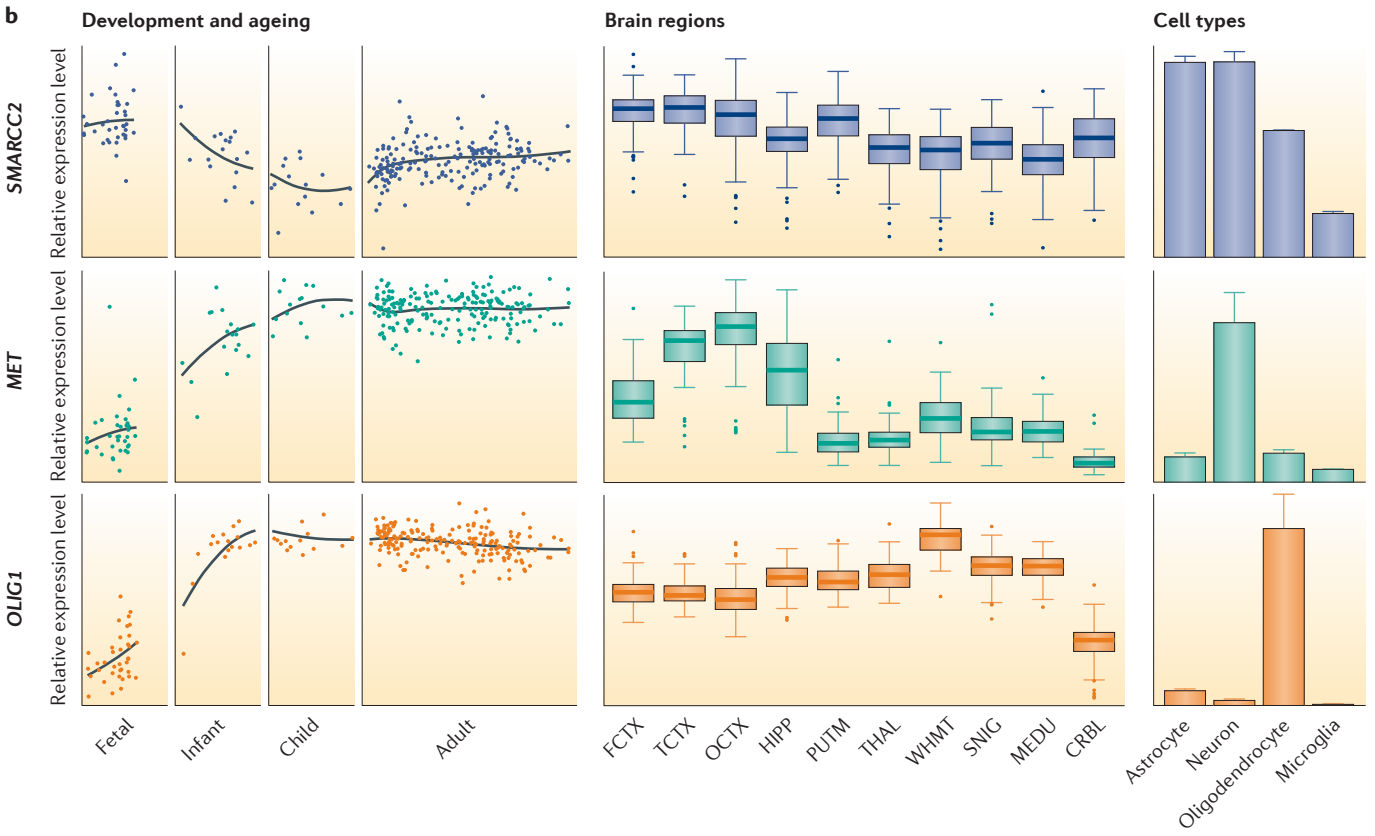 b
Development and ageing
Brain regions
Cell types
SMARCC2
Relative expression level
MET
Relative expression level
OLIG1
Relative expression level
Fetal
Infant
Child
Adult
FCTX
TCTX
OCTX
HIPP
PUTM
THAL
WHMT
SNIG
MEDU
CRBL
Astrocyte
Neuron
Oligodendrocyte
Microglia